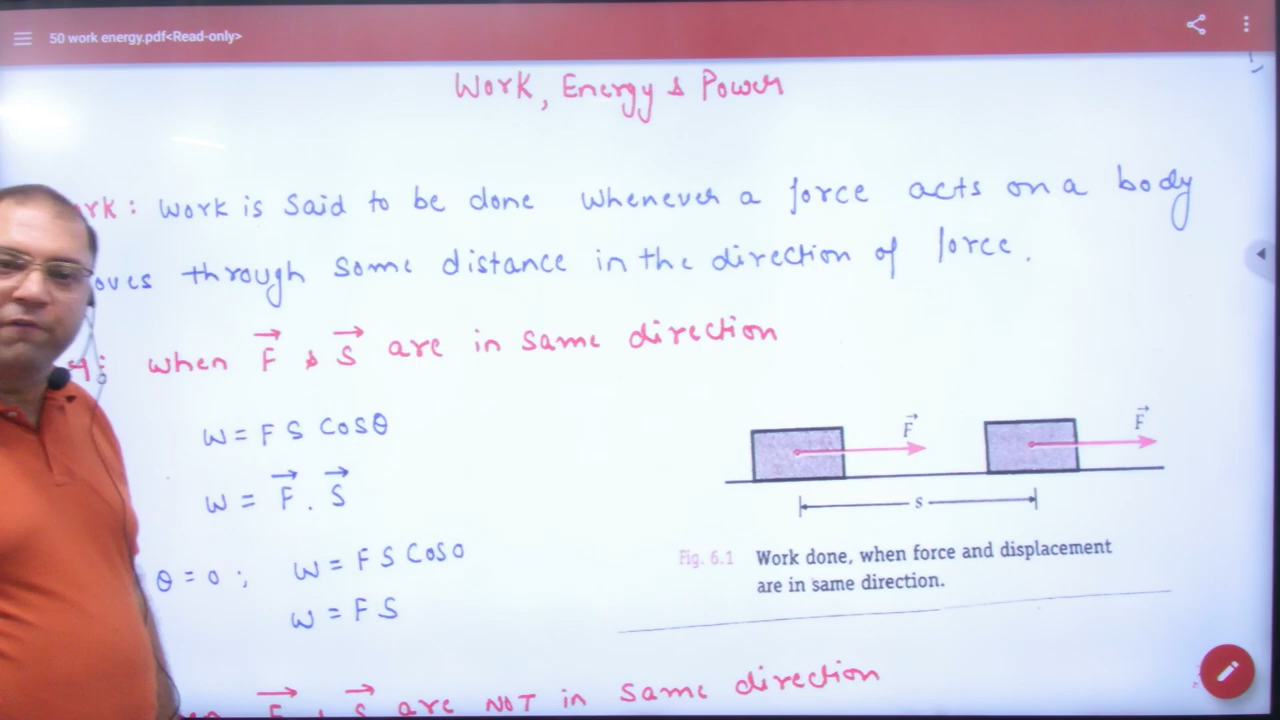 50 work energy.pdf<Read-only>
Work, Energy & Power
rk: Work is said to be done whenever a force acts on a body
oves through some distance in the direction of force.
when F & S are in same direction
W = F S Cosθ
W = F . S
θ = 0 ; W = F S Cos0
W = F S
F F
s
Fig. 6.1 Work done, when force and displacement
are in same direction.
F S are NOT in same direction